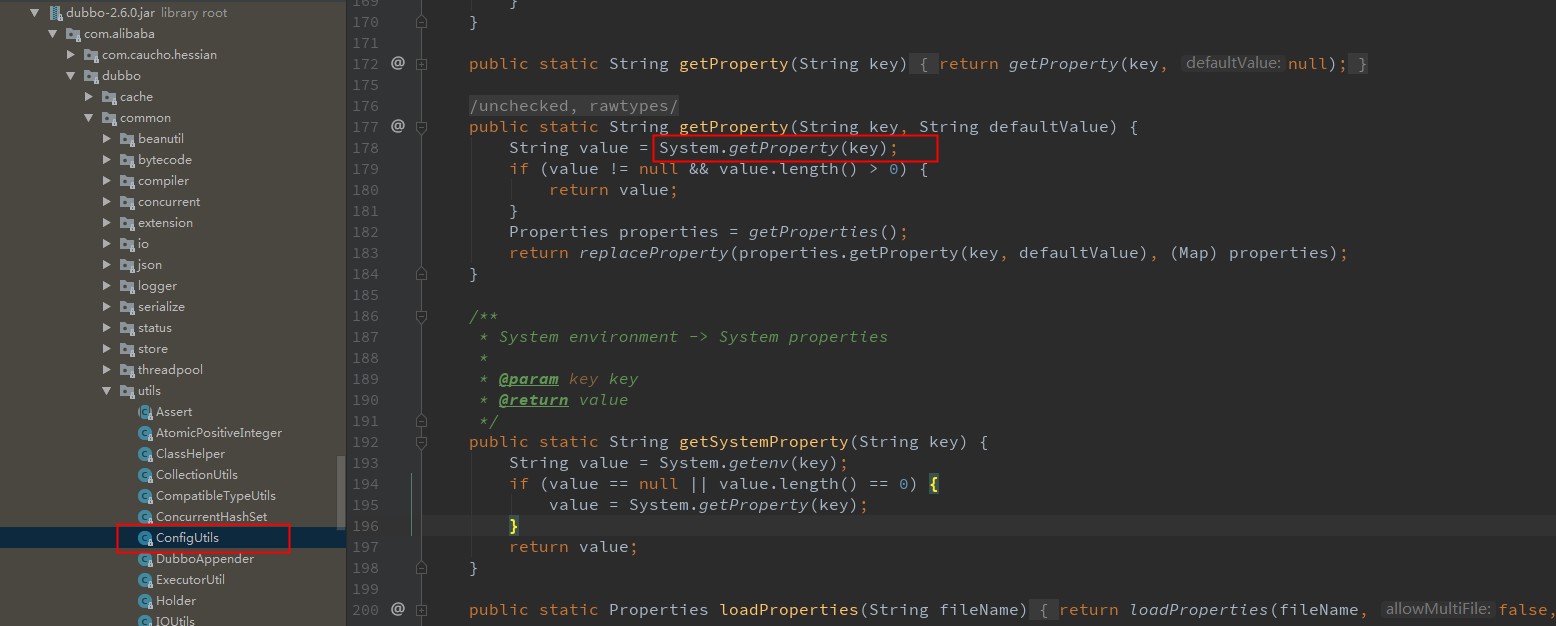 dubbo-2.6.0.jar library root
com.alibaba
com.caucho.hessian
dubbo
cache
common
beanutil
bytecode
compiler
concurrent
extension
io
json
logger
serialize
status
store
threadpool
utils
Assert
AtomicPositiveInteger
ClassHelper
CollectionUtils
CompatibleTypeUtils
ConcurrentHashSet
ConfigUtils
DubboAppender
ExecutorUtil
Holder
IOUtils
169 }
170 }
171
172 @ public static String getProperty(String key) { return getProperty(key, defaultValue: null); }
175
176 /unchecked, rawtypes/
177 @ public static String getProperty(String key, String defaultValue) {
178 String value = System.getProperty(key);
179 if (value != null && value.length() > 0) {
180 return value;
181 }
182 Properties properties = getProperties();
183 return replaceProperty(properties.getProperty(key, defaultValue), (Map) properties);
184 }
185
186 /**
187 * System environment -> System properties
188 *
189 * @param key key
190 * @return value
191 */
192 public static String getSystemProperty(String key) {
193 String value = System.getenv(key);
194 if (value == null || value.length() == 0) {
195 value = System.getProperty(key);
196 }
197 return value;
198 }
199
200 @ public static Properties loadProperties(String fileName) { return loadProperties(fileName, allowMultiFile: false,